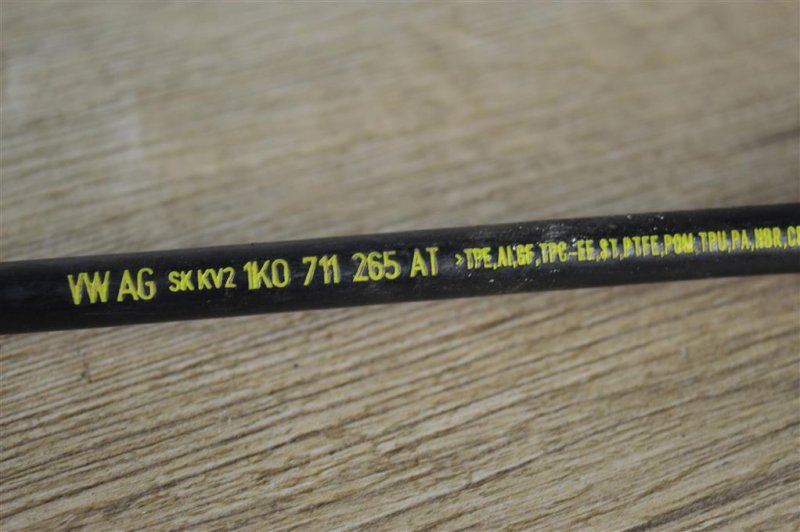 VW AG SK KV2 1K0 711 265 AT >TPE,Al,GF,TPC-EE,ST,PTFE,POM,TPU,PA,NBR,CR